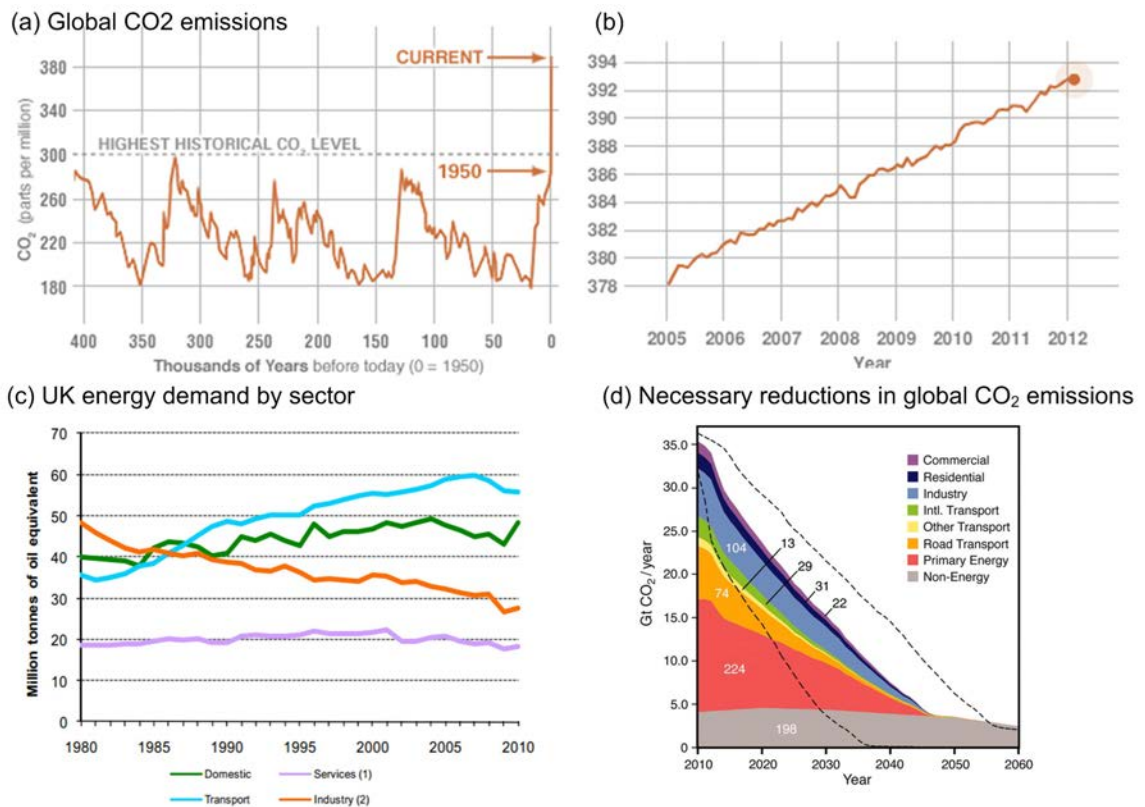 (a) Global CO2 emissions
CO₂ (parts per million)
380
340
300
260
220
180
CURRENT
HIGHEST HISTORICAL CO₂ LEVEL
1950
400 350 300 250 200 150 100 50 0
Thousands of Years before today (0 = 1950)
(b)
394
392
390
388
386
384
382
380
378
2005 2006 2007 2008 2009 2010 2011 2012
Year
(c) UK energy demand by sector
Million tonnes of oil equivalent
70
60
50
40
30
20
10
0
1980 1985 1990 1995 2000 2005 2010
Domestic Services (1)
Transport Industry (2)
(d) Necessary reductions in global CO₂ emissions
Gt CO₂/year
35.0
30.0
25.0
20.0
15.0
10.0
5.0
0
Commercial
Residential
Industry
Intl. Transport
Other Transport
Road Transport
Primary Energy
Non-Energy
104
13
29
74
31
22
224
198
2010 2020 2030 2040 2050 2060
Year